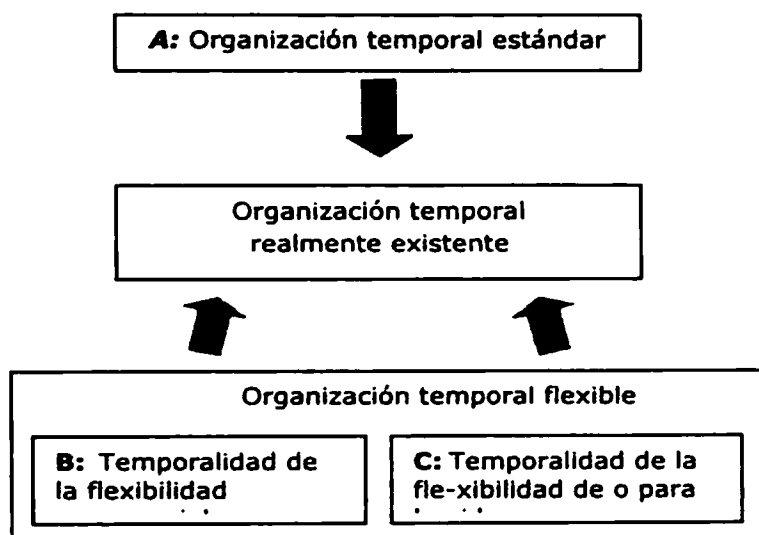 A: Organización temporal estándar
Organización temporal
realmente existente
Organización temporal flexible
B: Temporalidad de
la flexibilidad
C: Temporalidad de la
fle-xibilidad de o para